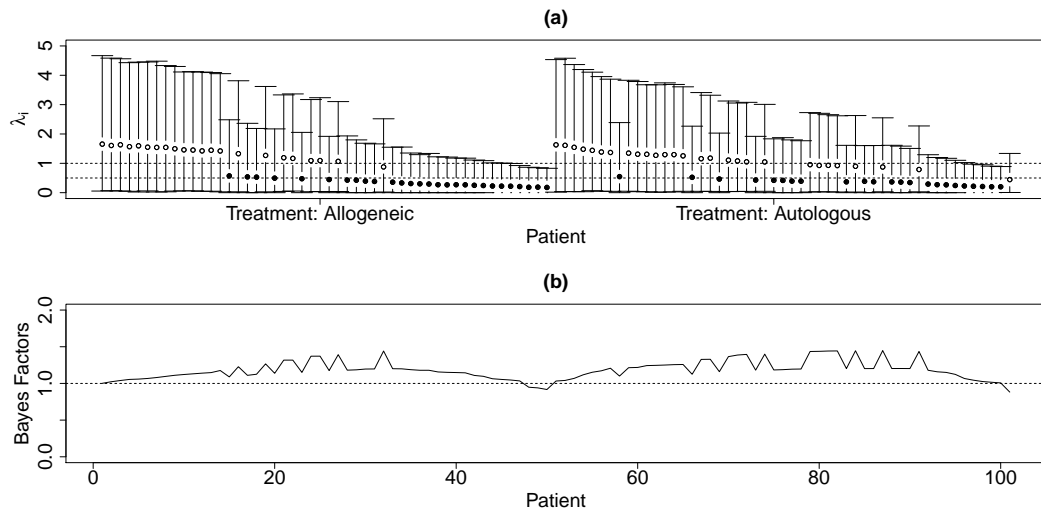 (a)
5
4
3
2
1
0
λi
Treatment: Allogeneic
Treatment: Autologous
Patient
(b)
2.0
1.0
0.0
Bayes Factors
0
20
40
60
80
100
Patient